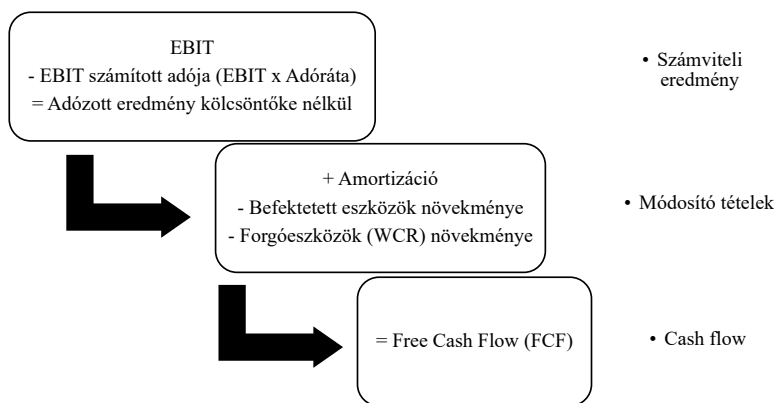 EBIT
- EBIT számított adója (EBIT x Adóráta)
= Adózott eredmény kölcsöntőke nélkül
• Számviteli
eredmény
+ Amortizáció
- Befektetett eszközök növekménye
- Forgóeszközök (WCR) növekménye
• Módosító tételek
= Free Cash Flow (FCF)
• Cash flow